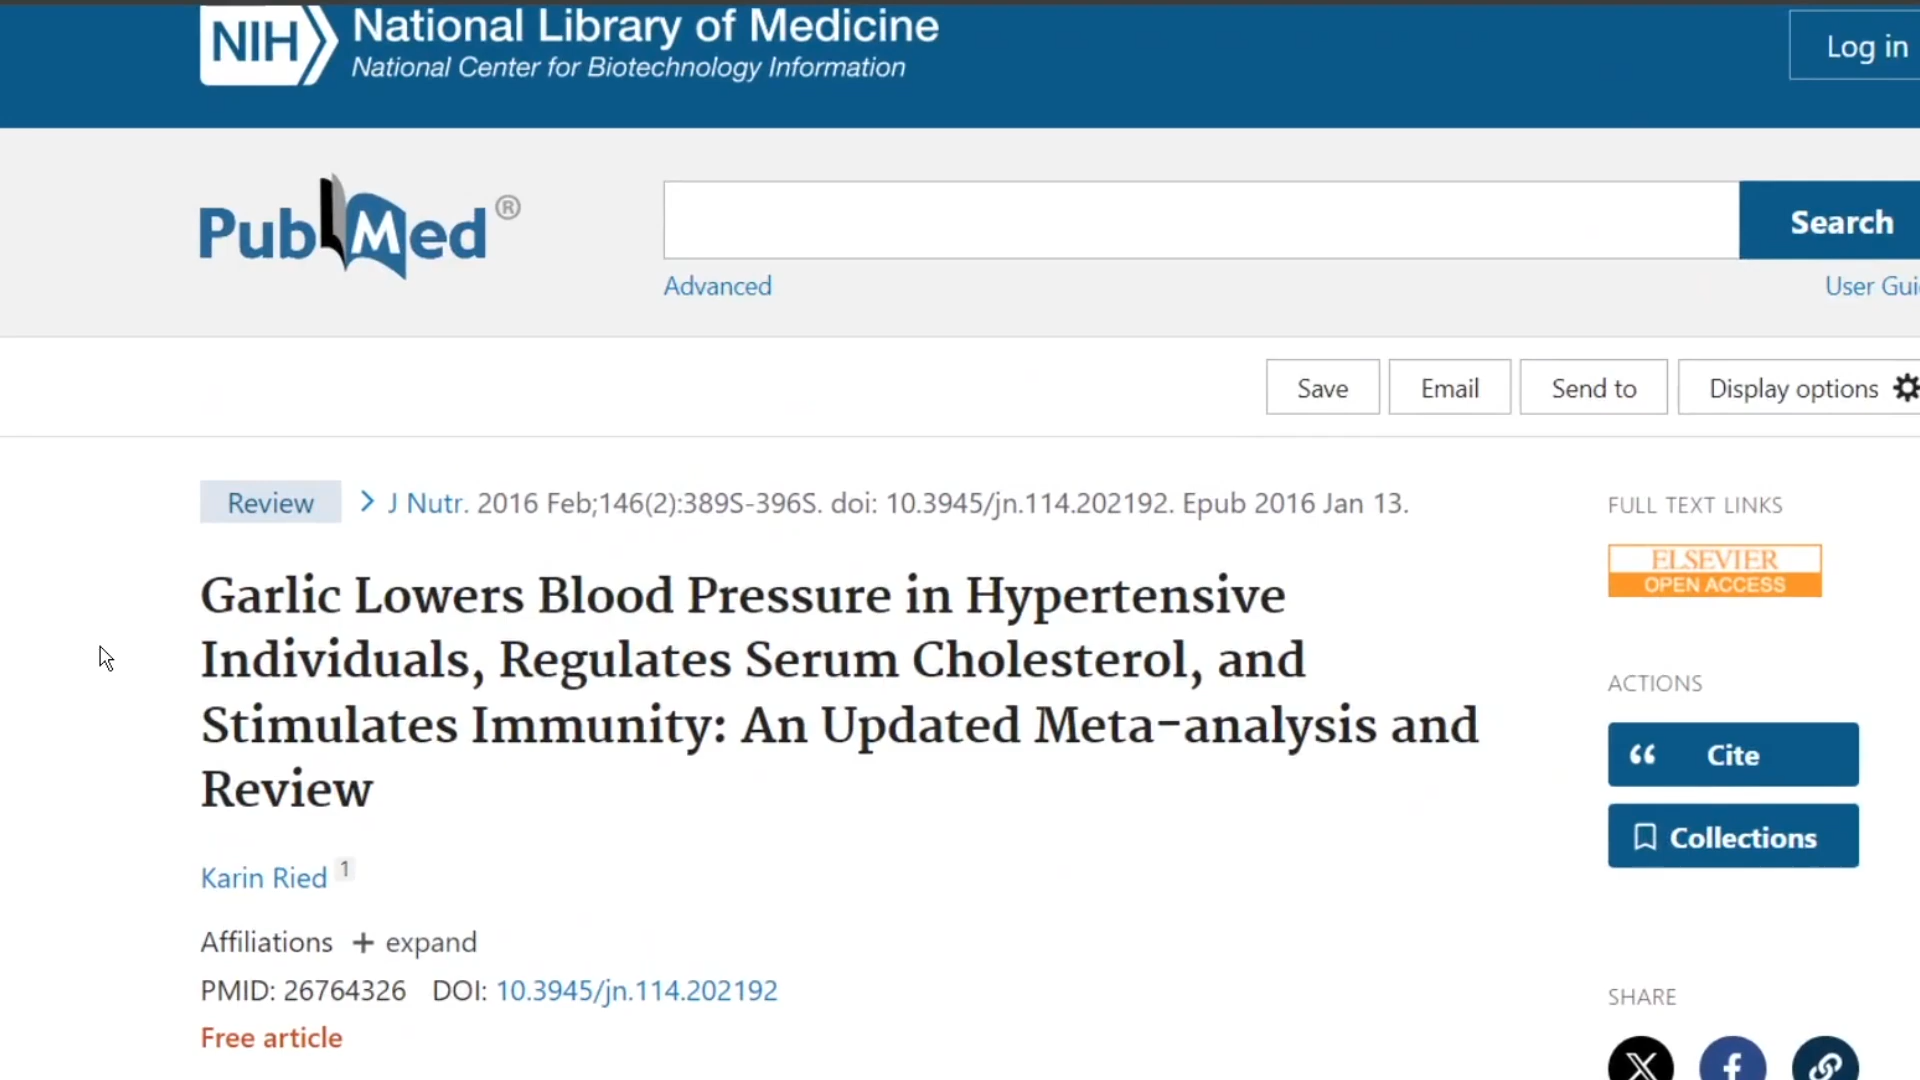 NIH National Library of Medicine
National Center for Biotechnology Information
Log in
PubMed®
Search
Advanced
User Gui
Save
Email
Send to
Display options
Review
J Nutr. 2016 Feb;146(2):389S-396S. doi: 10.3945/jn.114.202192. Epub 2016 Jan 13.
Garlic Lowers Blood Pressure in Hypertensive
Individuals, Regulates Serum Cholesterol, and
Stimulates Immunity: An Updated Meta-analysis and
Review
Karin Ried 1
Affiliations + expand
PMID: 26764326 DOI: 10.3945/jn.114.202192
Free article
FULL TEXT LINKS
ELSEVIER
OPEN ACCESS
ACTIONS
Cite
Collections
SHARE